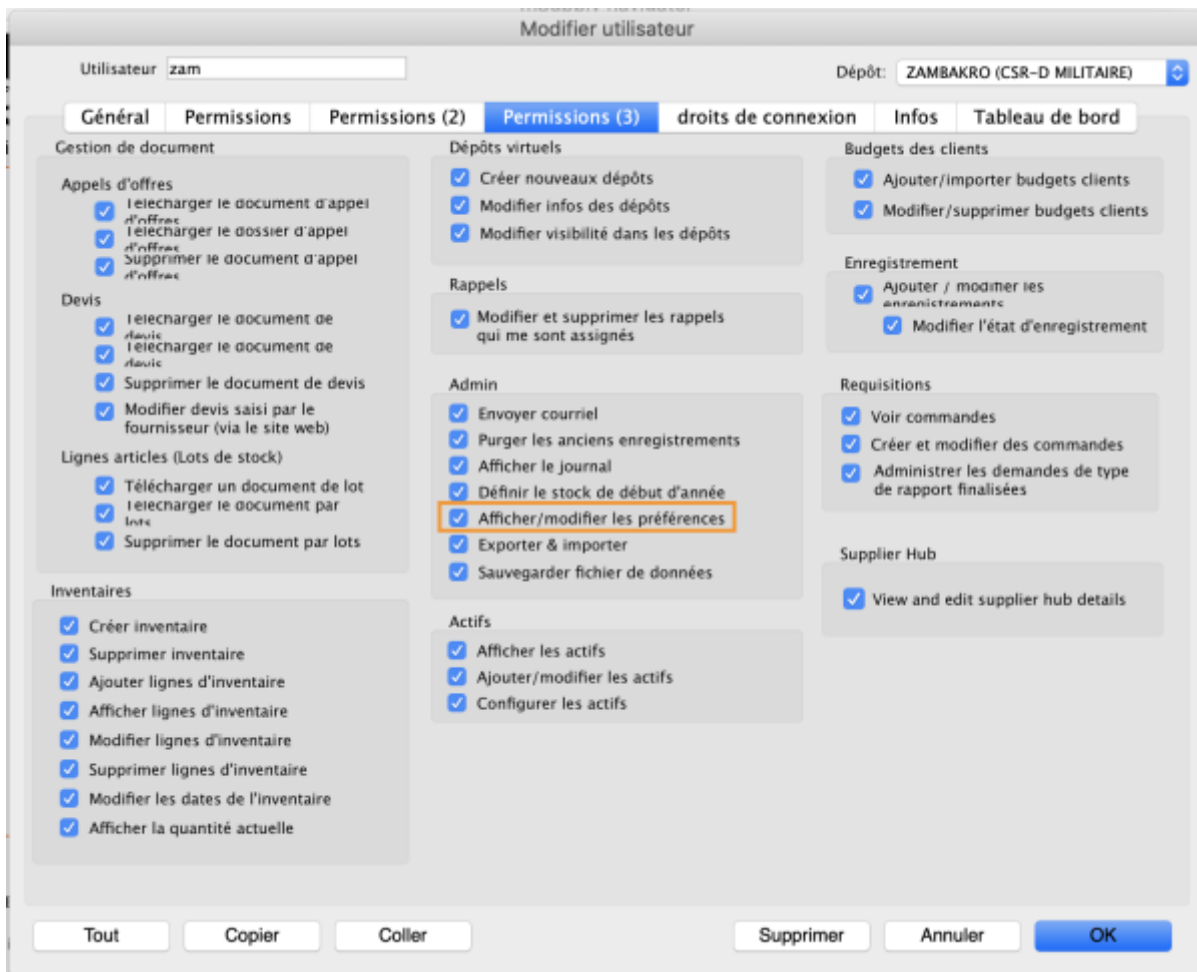 Modifier utilisateur
Utilisateur zam
Dépôt: ZAMBAKRO (CSR-D MILITAIRE)
Général Permissions Permissions (2) Permissions (3) droits de connexion Infos Tableau de bord
Gestion de document
Appels d'offres
Télécharger le document d'appel
d'offres
Télécharger le dossier d'appel
d'offres
Supprimer le document d'appel
d'offres
Devis
Télécharger le document de
devis
Télécharger le document de
devis
Supprimer le document de devis
Modifier devis saisi par le
fournisseur (via le site web)
Lignes articles (Lots de stock)
Télécharger un document de lot
Télécharger le document par
lots
Supprimer le document par lots
Inventaires
Créer inventaire
Supprimer inventaire
Ajouter lignes d'inventaire
Afficher lignes d'inventaire
Modifier lignes d'inventaire
Supprimer lignes d'inventaire
Modifier les dates de l'inventaire
Afficher la quantité actuelle
Dépôts virtuels
Créer nouveaux dépôts
Modifier infos des dépôts
Modifier visibilité dans les dépôts
Rappels
Modifier et supprimer les rappels
qui me sont assignés
Admin
Envoyer courriel
Purger les anciens enregistrements
Afficher le journal
Définir le stock de début d'année
Afficher/modifier les préférences
Exporter & importer
Sauvegarder fichier de données
Actifs
Afficher les actifs
Ajouter/modifier les actifs
Configurer les actifs
Budgets des clients
Ajouter/importer budgets clients
Modifier/supprimer budgets clients
Enregistrement
Ajouter / modifier les
enregistrements
Modifier l'état d'enregistrement
Requisitions
Voir commandes
Créer et modifier des commandes
Administrer les demandes de type
de rapport finalisées
Supplier Hub
View and edit supplier hub details
Tout Copier Coller Supprimer Annuler OK